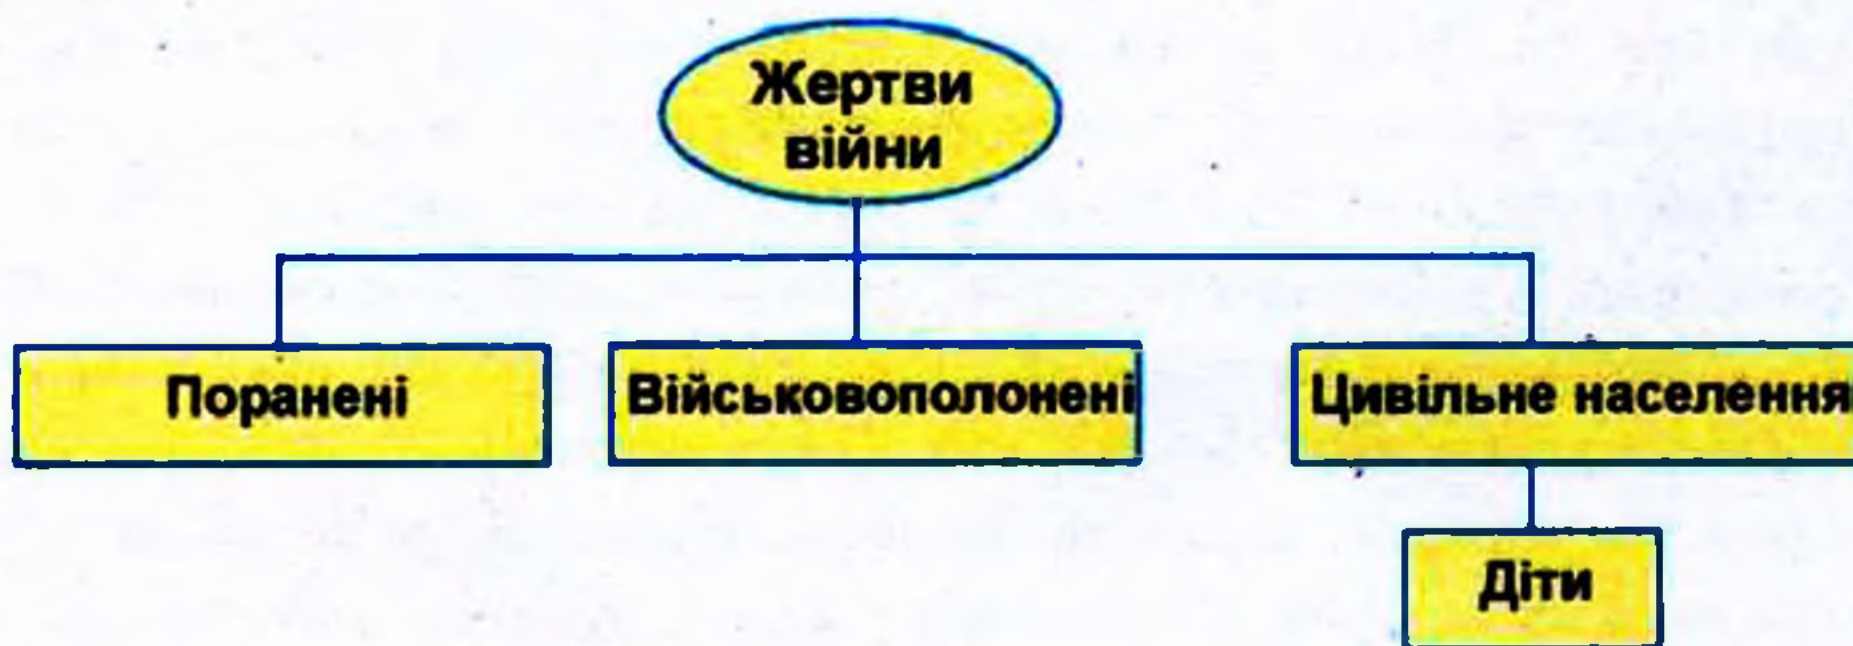 Жертви
війни
Поранені
Військовополонені
Цивільне населення
Діти